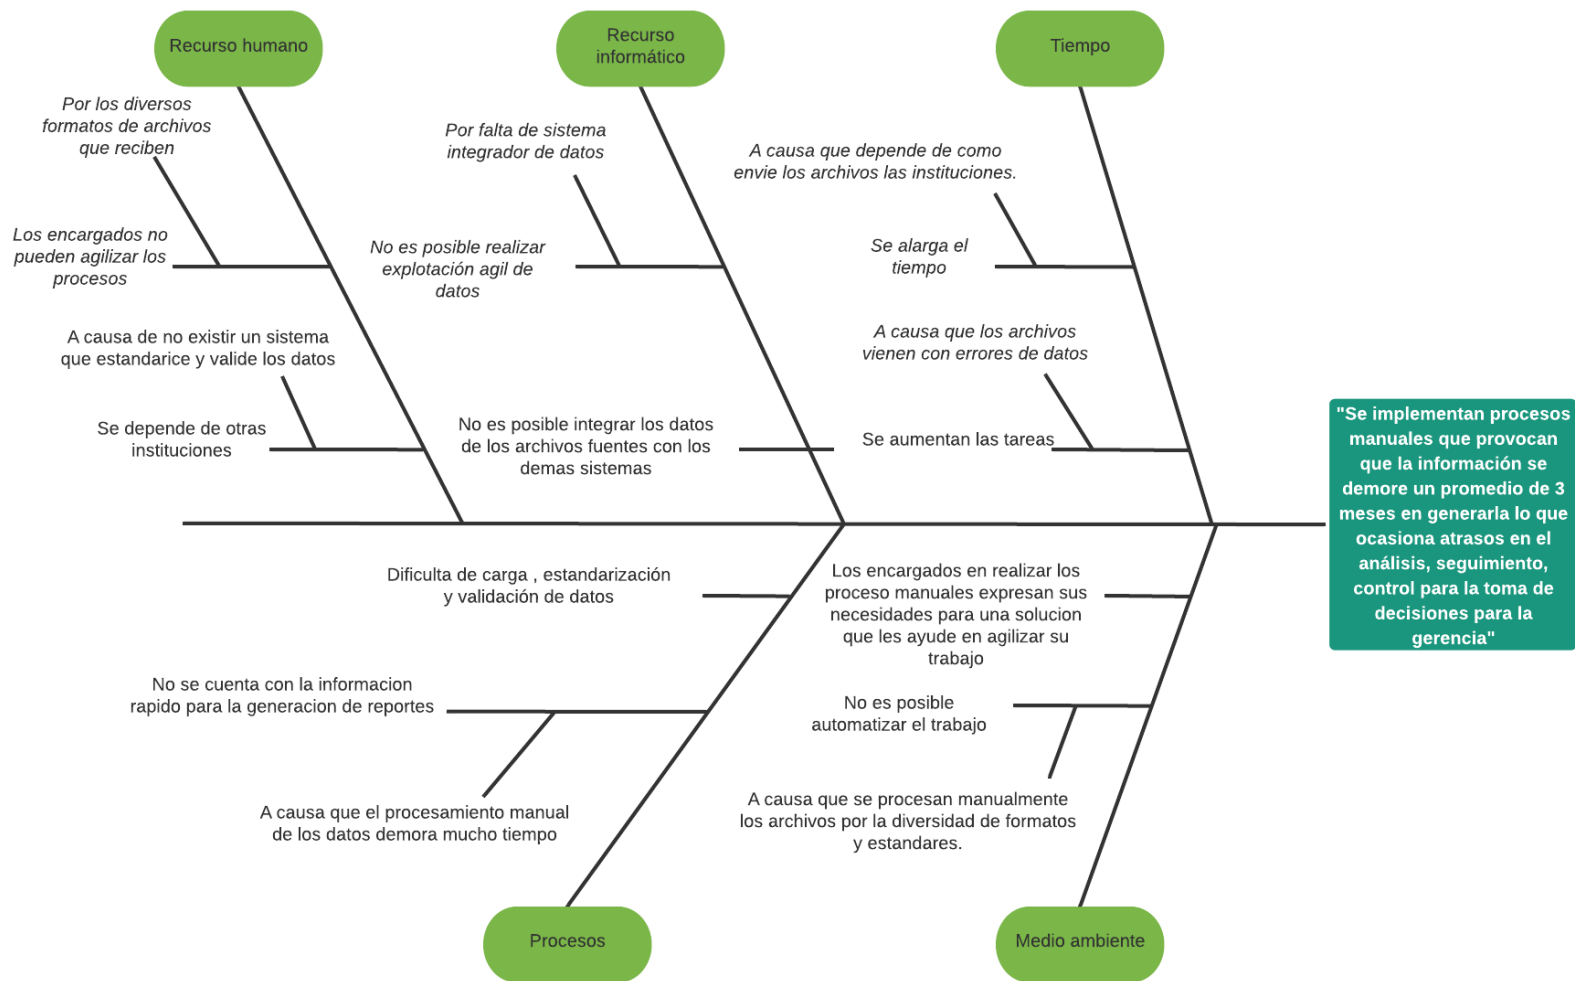 Recurso humano
Recurso
informático
Tiempo
Por los diversos
formatos de archivos
que reciben
Por falta de sistema
integrador de datos
A causa que depende de como
envie los archivos las instituciones.
Los encargados no
pueden agilizar los
procesos
No es posible realizar
explotación agil de
datos
Se alarga el
tiempo
A causa de no existir un sistema
que estandarice y valide los datos
A causa que los archivos
vienen con errores de datos
Se depende de otras
instituciones
No es posible integrar los datos
de los archivos fuentes con los
demas sistemas
Se aumentan las tareas
"Se implementan procesos
manuales que provocan
que la información se
demore un promedio de 3
meses en generarla lo que
ocasiona atrasos en el
análisis, seguimiento,
control para la toma de
decisiones para la
gerencia"
Dificulta de carga , estandarización
y validación de datos
Los encargados en realizar los
proceso manuales expresan sus
necesidades para una solucion
que les ayude en agilizar su
trabajo
No se cuenta con la informacion
rapido para la generacion de reportes
No es posible
automatizar el trabajo
A causa que el procesamiento manual
de los datos demora mucho tiempo
A causa que se procesan manualmente
los archivos por la diversidad de formatos
y estandares.
Procesos
Medio ambiente